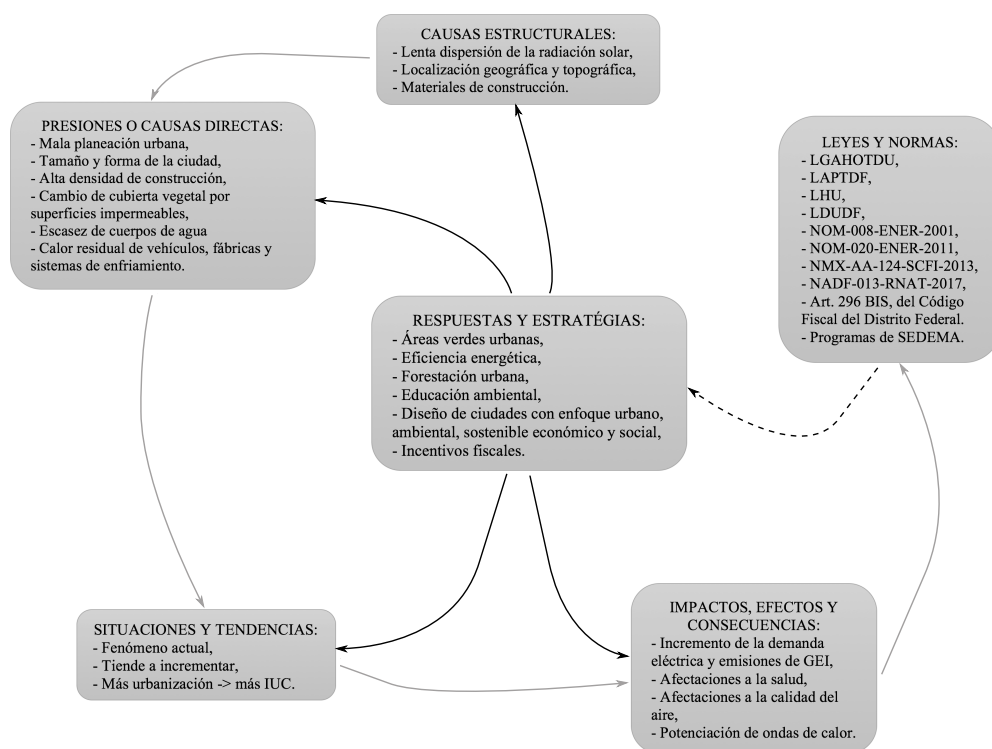 CAUSAS ESTRUCTURALES:
- Lenta dispersión de la radiación solar,
- Localización geográfica y topográfica,
- Materiales de construcción.
PRESIONES O CAUSAS DIRECTAS:
- Mala planeación urbana,
- Tamaño y forma de la ciudad,
- Alta densidad de construcción,
- Cambio de cubierta vegetal por
superficies impermeables,
- Escasez de cuerpos de agua
- Calor residual de vehículos, fábricas y
sistemas de enfriamiento.
LEYES Y NORMAS:
- LGAHOTDU,
- LAPTDF,
- LHU,
- LDUDF,
- NOM-008-ENER-2001,
- NOM-020-ENER-2011,
- NMX-AA-124-SCFI-2013,
- NADF-013-RNAT-2017,
- Art. 296 BIS, del Código
Fiscal del Distrito Federal.
- Programas de SEDEMA.
RESPUESTAS Y ESTRATÉGIAS:
- Áreas verdes urbanas,
- Eficiencia energética,
- Forestación urbana,
- Educación ambiental,
- Diseño de ciudades con enfoque urbano,
ambiental, sostenible económico y social,
- Incentivos fiscales.
SITUACIONES Y TENDENCIAS:
- Fenómeno actual,
- Tiende a incrementar,
- Más urbanización -> más IUC.
IMPACTOS, EFECTOS Y
CONSECUENCIAS:
- Incremento de la demanda
eléctrica y emisiones de GEI,
- Afectaciones a la salud,
- Afectaciones a la calidad del
aire,
- Potenciación de ondas de calor.